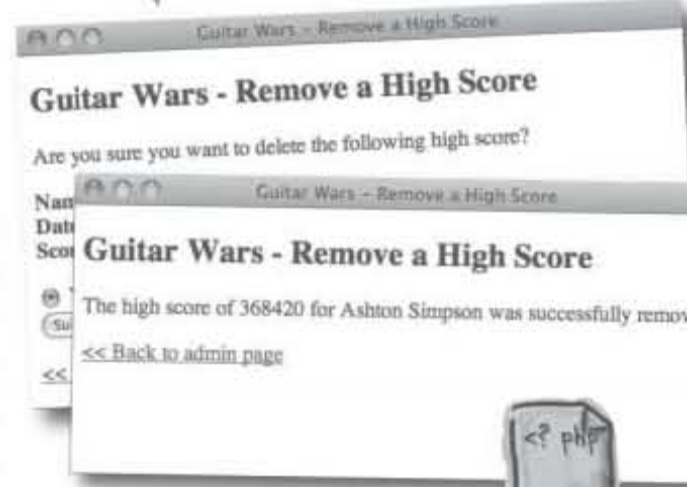 Guitar Wars - Remove a High Score
Guitar Wars - Remove a High Score
Are you sure you want to delete the following high score?
Guitar Wars - Remove a High Score
Guitar Wars - Remove a High Score
The high score of 368420 for Ashton Simpson was successfully
<< Back to admin page
<<
<? php